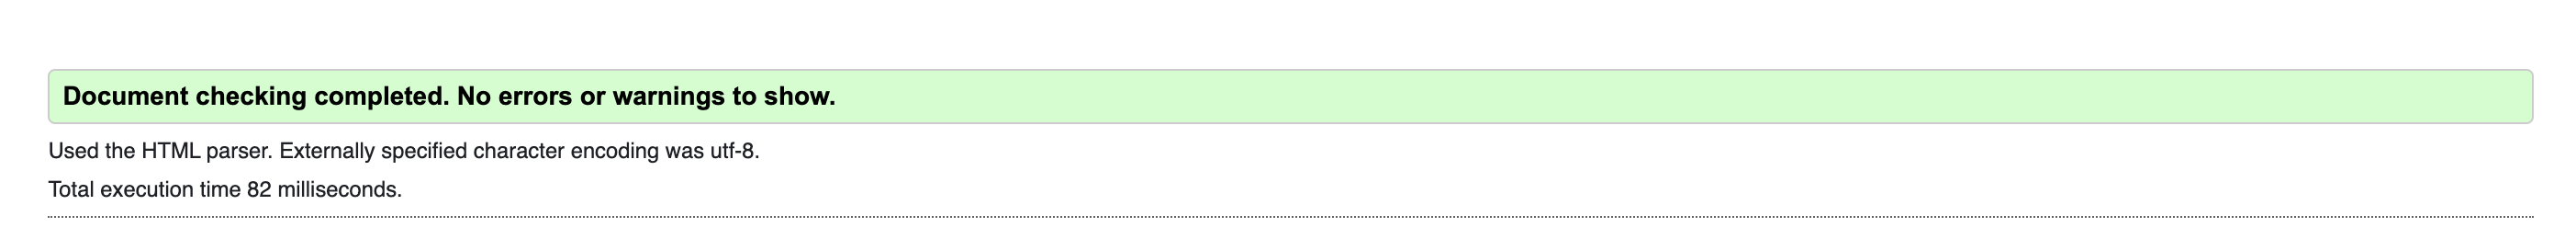 Document checking completed. No errors or warnings to show.
Used the HTML parser. Externally specified character encoding was utf-8.
Total execution time 82 milliseconds.